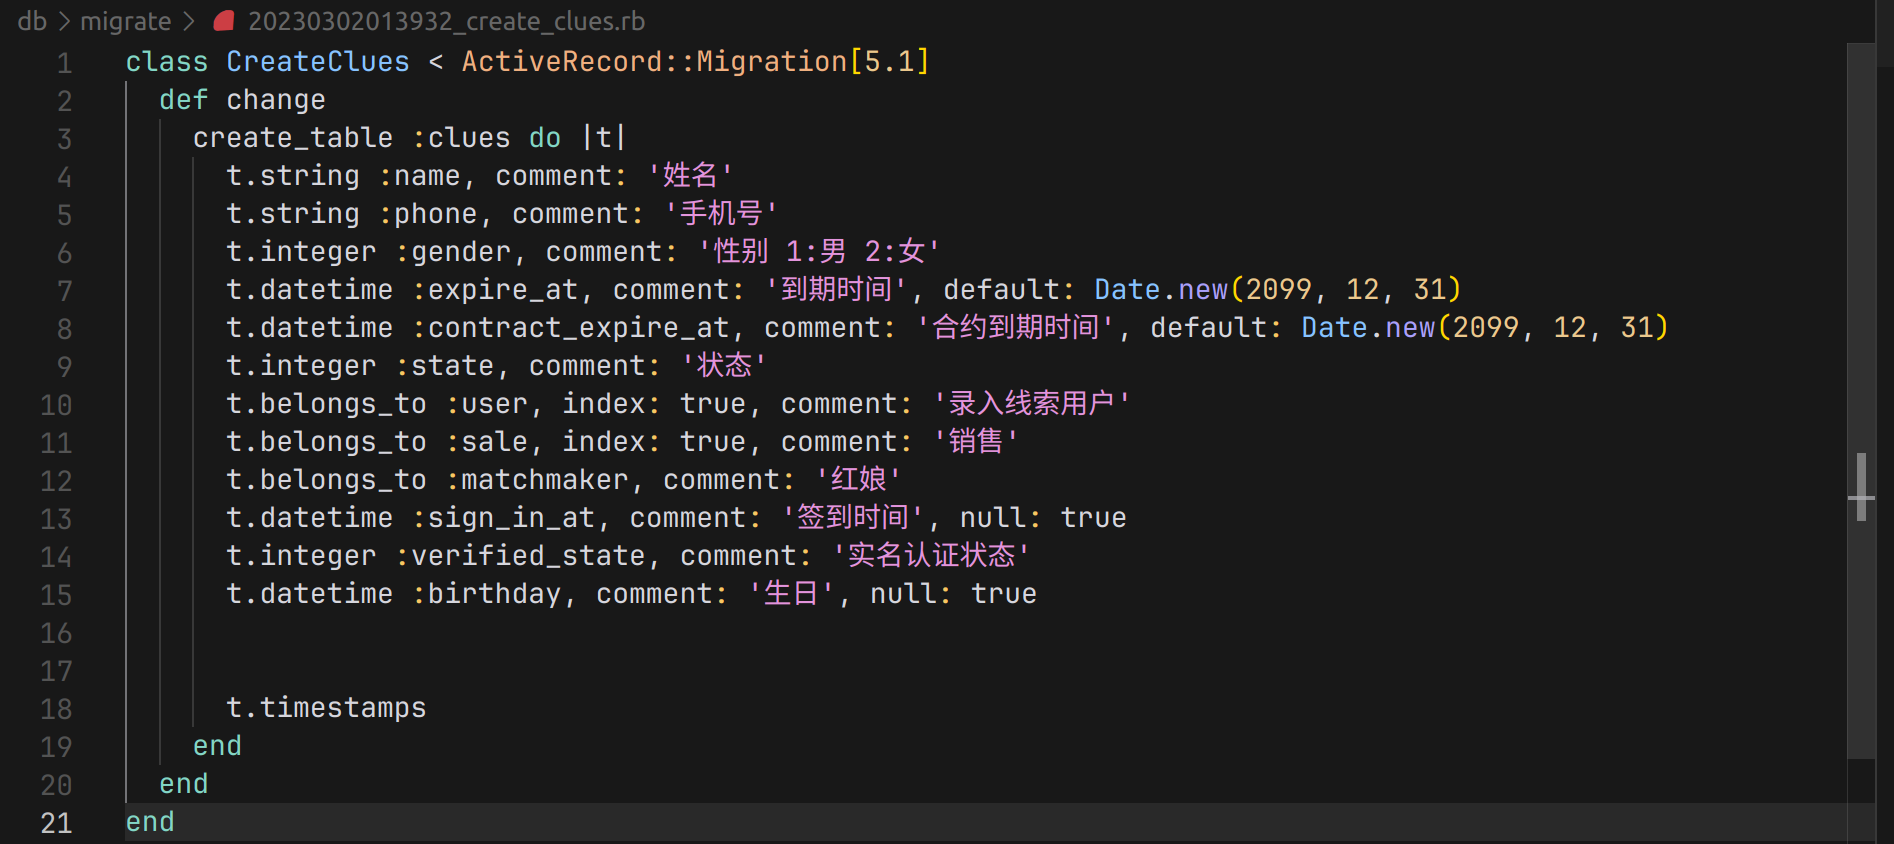 db > migrate > 20230302013932_create_clues.rb
1 class CreateClues < ActiveRecord::Migration[5.1]
2   def change
3     create_table :clues do |t|
4       t.string :name, comment: '姓名'
5       t.string :phone, comment: '手机号'
6       t.integer :gender, comment: '性别 1:男 2:女'
7       t.datetime :expire_at, comment: '到期时间', default: Date.new(2099, 12, 31)
8       t.datetime :contract_expire_at, comment: '合约到期时间', default: Date.new(2099, 12, 31)
9       t.integer :state, comment: '状态'
10       t.belongs_to :user, index: true, comment: '录入线索用户'
11       t.belongs_to :sale, index: true, comment: '销售'
12       t.belongs_to :matchmaker, comment: '红娘'
13       t.datetime :sign_in_at, comment: '签到时间', null: true
14       t.integer :verified_state, comment: '实名认证状态'
15       t.datetime :birthday, comment: '生日', null: true
16
17
18       t.timestamps
19     end
20   end
21 end